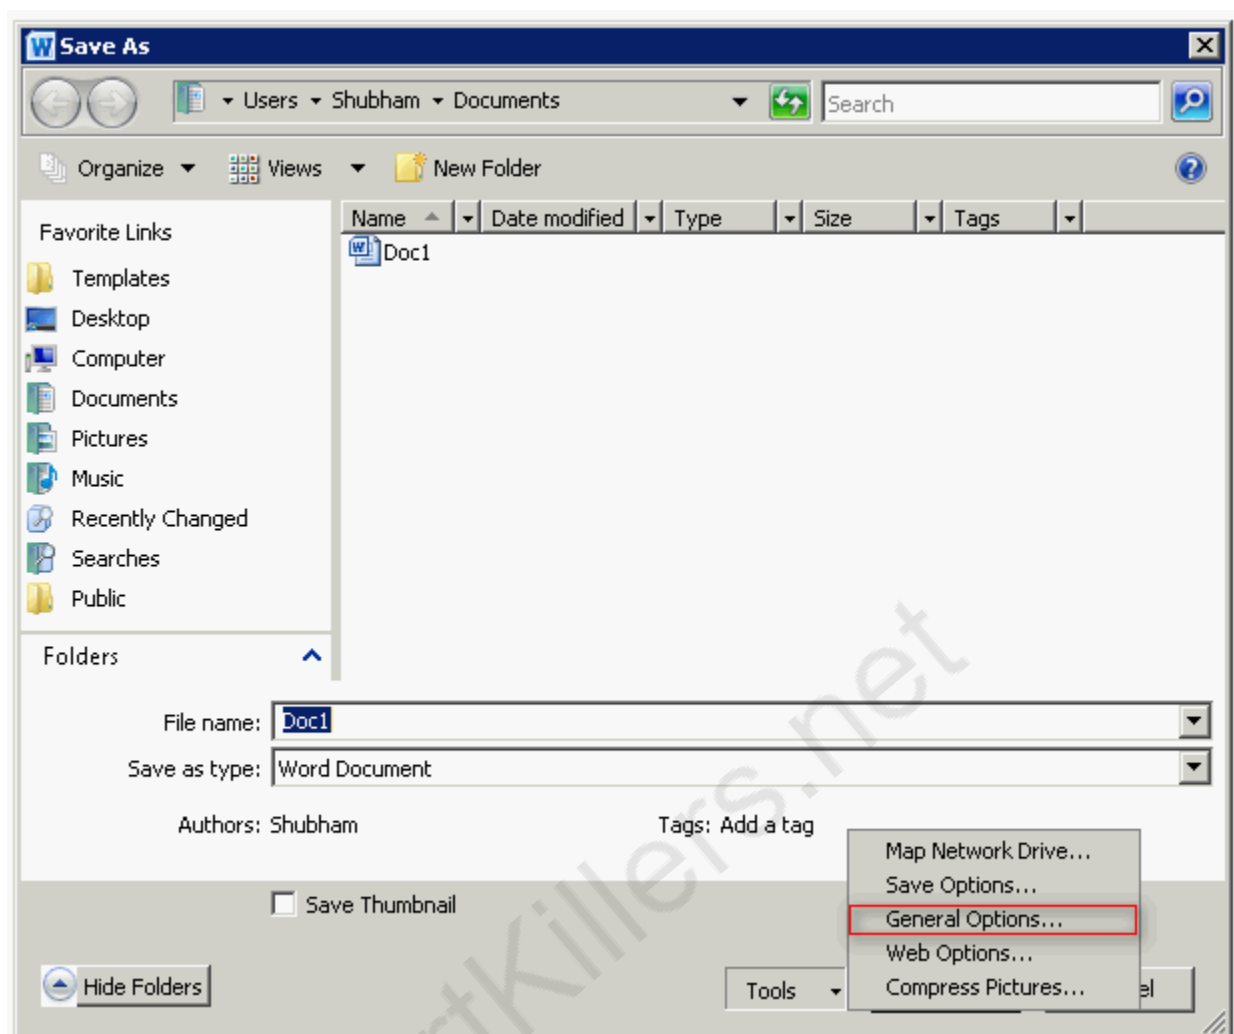 Save As
Users Shubham Documents
Search
Organize Views New Folder
Favorite Links
Templates
Desktop
Computer
Documents
Pictures
Music
Recently Changed
Searches
Public
Folders
Name Date modified Type Size Tags
Doc1
File name: Doc1
Save as type: Word Document
Authors: Shubham Tags: Add a tag
Save Thumbnail
Map Network Drive...
Save Options...
General Options...
Web Options...
Compress Pictures...
Hide Folders Tools